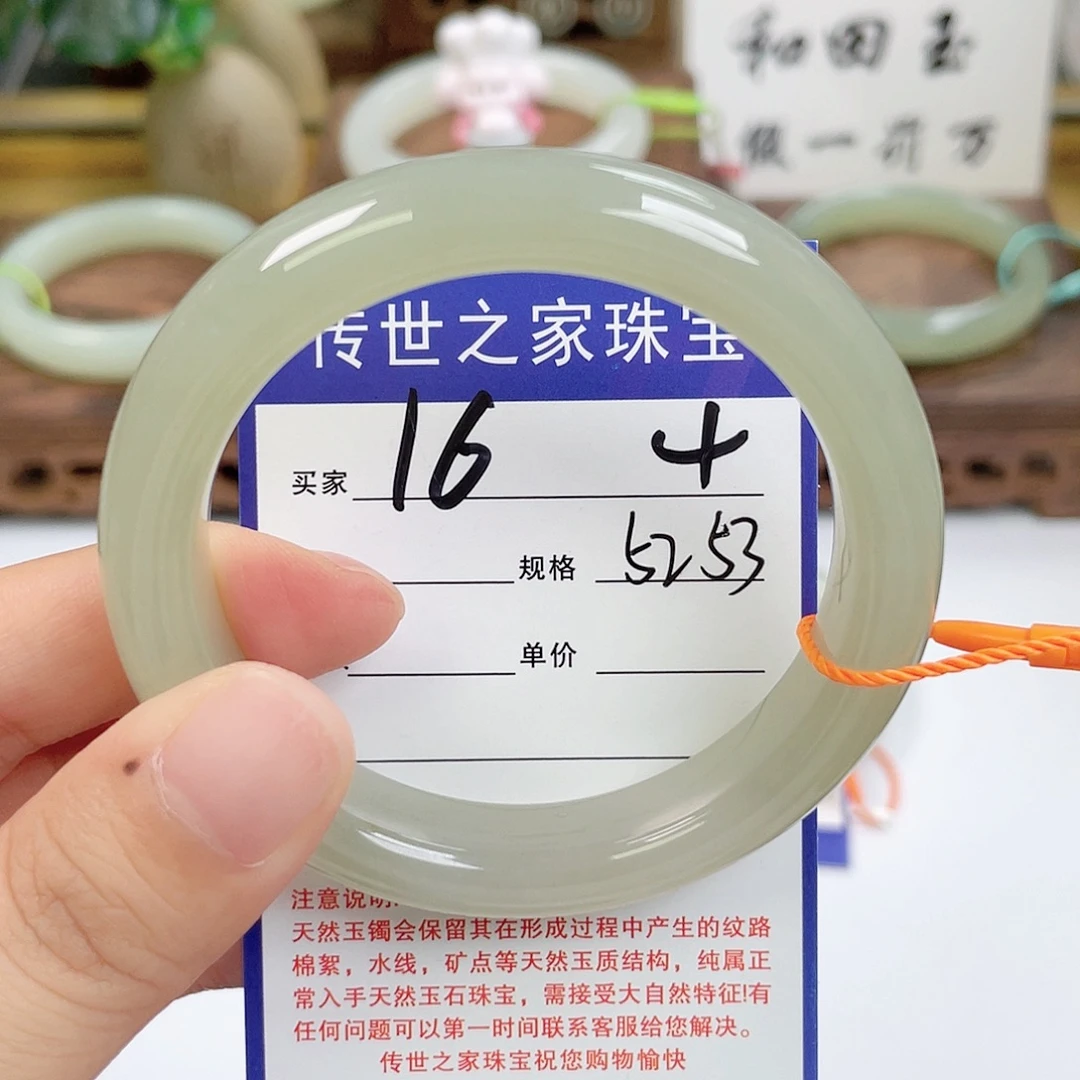 和田玉
假一斤万
传世之家珠宝
买家 16 4
规格 5253
单价
注意说明
天然玉镯会保留其在形成过程中产生的纹路
棉絮，水线，矿点等天然玉质结构，纯属正
常入手天然玉石珠宝，需接受大自然特征!有
任何问题可以第一时间联系客服给您解决。
传世之家珠宝祝您购物愉快